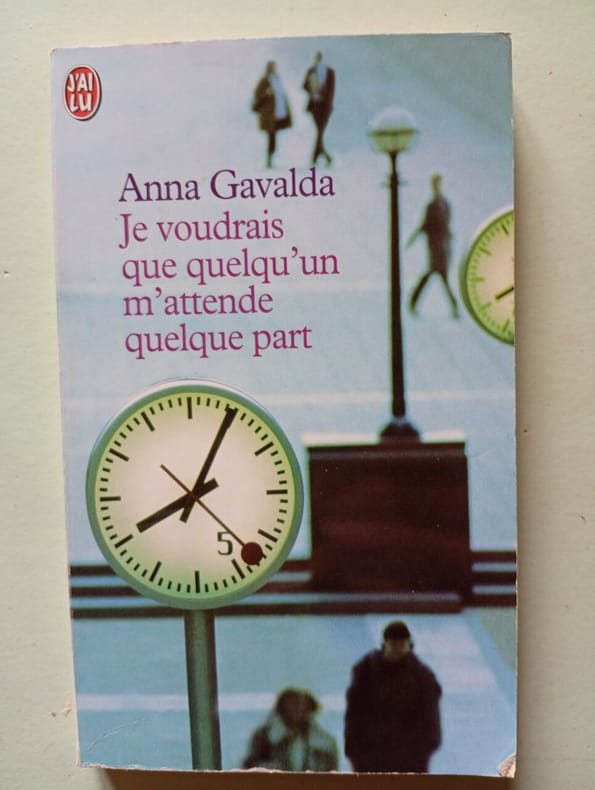 J'AI
LU
Anna Gavalda
Je voudrais
que quelqu'un
m'attende
quelque part
5